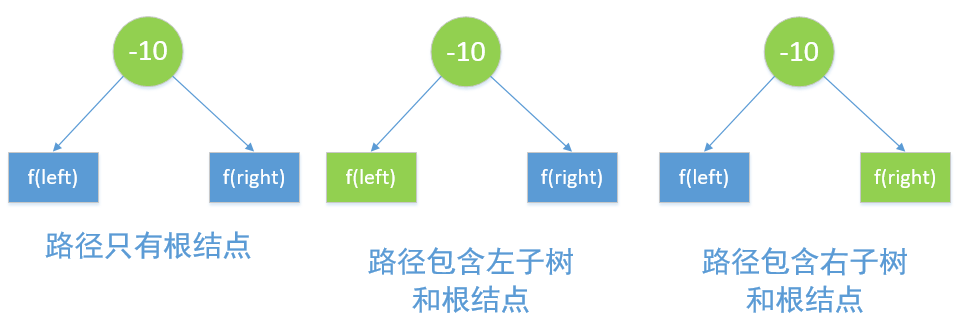 -10
f(left)
f(right)
路径只有根结点
-10
f(left)
f(right)
路径包含左子树
和根结点
-10
f(left)
f(right)
路径包含右子树
和根结点